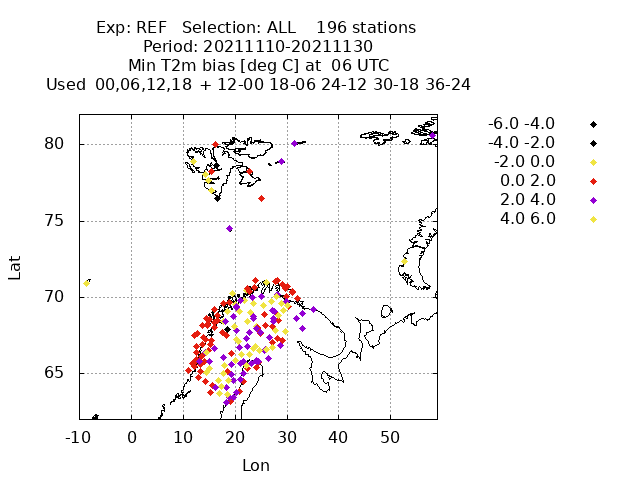 Exp: REF Selection: ALL 196 stations
Period: 20211110-20211130
Min T2m bias [deg C] at 06 UTC
Used 00,06,12,18 + 12-00 18-06 24-12 30-18 36-24
-6.0 -4.0
-4.0 -2.0
-2.0 0.0
0.0 2.0
2.0 4.0
4.0 6.0
80
75
70
65
Lat
-10 0 10 20 30 40 50
Lon